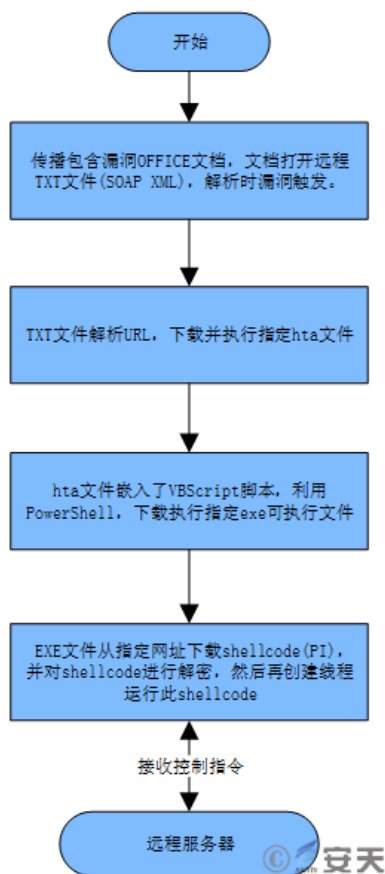 开始
传播包含漏洞OFFICE文档，文档打开远程
TXT文件(SOAP XML)，解析时漏洞触发。
TXT文件解析URL，下载并执行指定hta文件
hta文件嵌入了VBScript脚本，利用
PowerShell，下载执行指定exe可执行文件
EXE文件从指定网址下载shellcode(PI)，
并对shellcode进行解密，然后再创建线程
运行此shellcode
接收控制指令
远程服务器
© 安天